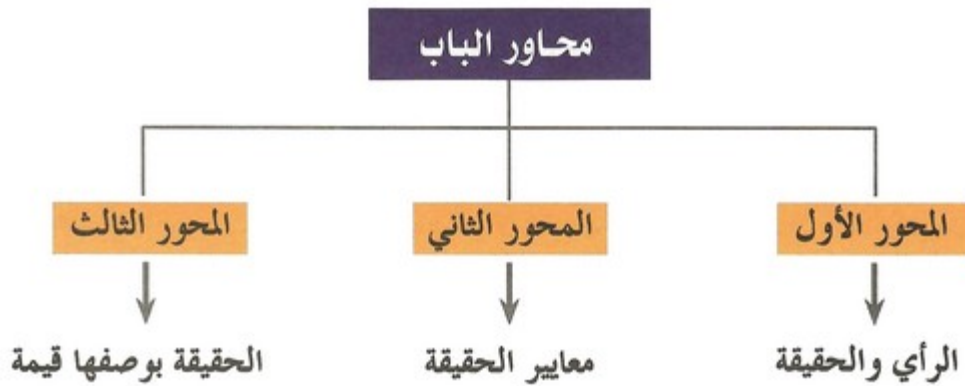 محاور الباب
المحور الأول
المحور الثاني
المحور الثالث
الرأي والحقيقة
معايير الحقيقة
الحقيقة بوصفها قيمة